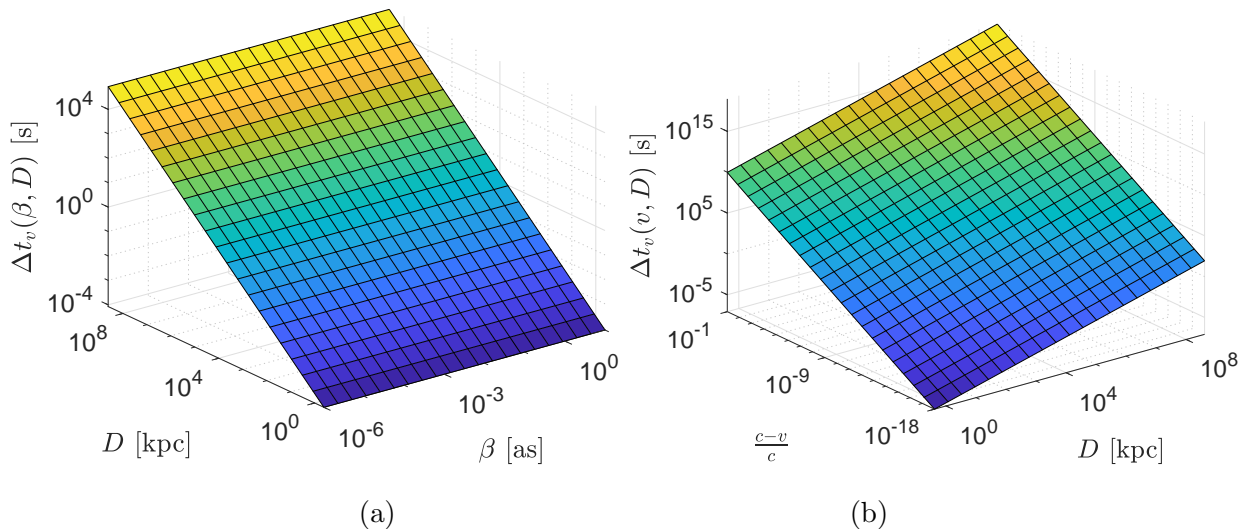 Δt_v(β, D) [s]
10^4
10^0
10^-4
10^8
10^4
10^0
D [kpc]
10^-6
10^-3
10^0
β [as]
(a)
Δt_v(v, D) [s]
10^15
10^5
10^-5
10^-1
10^-9
10^-18
c−v
c
10^0
10^4
10^8
D [kpc]
(b)